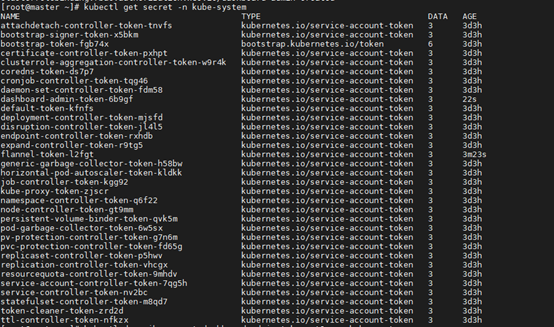 [root@master ~]# kubectl get secret -n kube-system
NAME TYPE DATA AGE
attachdetach-controller-token-tnvfs kubernetes.io/service-account-token 3 3d3h
bootstrap-signer-token-x5bkm kubernetes.io/service-account-token 3 3d3h
bootstrap-token-fgb74x bootstrap.kubernetes.io/token 6 3d3h
certificate-controller-token-pxhpt kubernetes.io/service-account-token 3 3d3h
clusterrole-aggregation-controller-token-w9r4k kubernetes.io/service-account-token 3 3d3h
coredns-token-ds7p7 kubernetes.io/service-account-token 3 3d3h
cronjob-controller-token-tqg46 kubernetes.io/service-account-token 3 3d3h
daemon-set-controller-token-fdm58 kubernetes.io/service-account-token 3 3d3h
dashboard-admin-token-6b9gf kubernetes.io/service-account-token 3 22s
default-token-kfnfs kubernetes.io/service-account-token 3 3d3h
deployment-controller-token-mjsfd kubernetes.io/service-account-token 3 3d3h
disruption-controller-token-jl4l5 kubernetes.io/service-account-token 3 3d3h
endpoint-controller-token-rxhdb kubernetes.io/service-account-token 3 3d3h
expand-controller-token-r9tg5 kubernetes.io/service-account-token 3 3d3h
flannel-token-l2fgt kubernetes.io/service-account-token 3 3m23s
generic-garbage-collector-token-h58bw kubernetes.io/service-account-token 3 3d3h
horizontal-pod-autoscaler-token-kldkk kubernetes.io/service-account-token 3 3d3h
job-controller-token-kgg92 kubernetes.io/service-account-token 3 3d3h
kube-proxy-token-zjscr kubernetes.io/service-account-token 3 3d3h
namespace-controller-token-q6f22 kubernetes.io/service-account-token 3 3d3h
node-controller-token-gt9mm kubernetes.io/service-account-token 3 3d3h
persistent-volume-binder-token-qvk5m kubernetes.io/service-account-token 3 3d3h
pod-garbage-collector-token-6w5sx kubernetes.io/service-account-token 3 3d3h
pv-protection-controller-token-g7n6m kubernetes.io/service-account-token 3 3d3h
pvc-protection-controller-token-fd65g kubernetes.io/service-account-token 3 3d3h
replicaset-controller-token-p5hwv kubernetes.io/service-account-token 3 3d3h
replication-controller-token-vhcgx kubernetes.io/service-account-token 3 3d3h
resourcequota-controller-token-9mhdv kubernetes.io/service-account-token 3 3d3h
service-account-controller-token-7qg5h kubernetes.io/service-account-token 3 3d3h
service-controller-token-nv2bc kubernetes.io/service-account-token 3 3d3h
statefulset-controller-token-m8qd7 kubernetes.io/service-account-token 3 3d3h
token-cleaner-token-zrd2d kubernetes.io/service-account-token 3 3d3h
ttl-controller-token-nfkzx kubernetes.io/service-account-token 3 3d3h